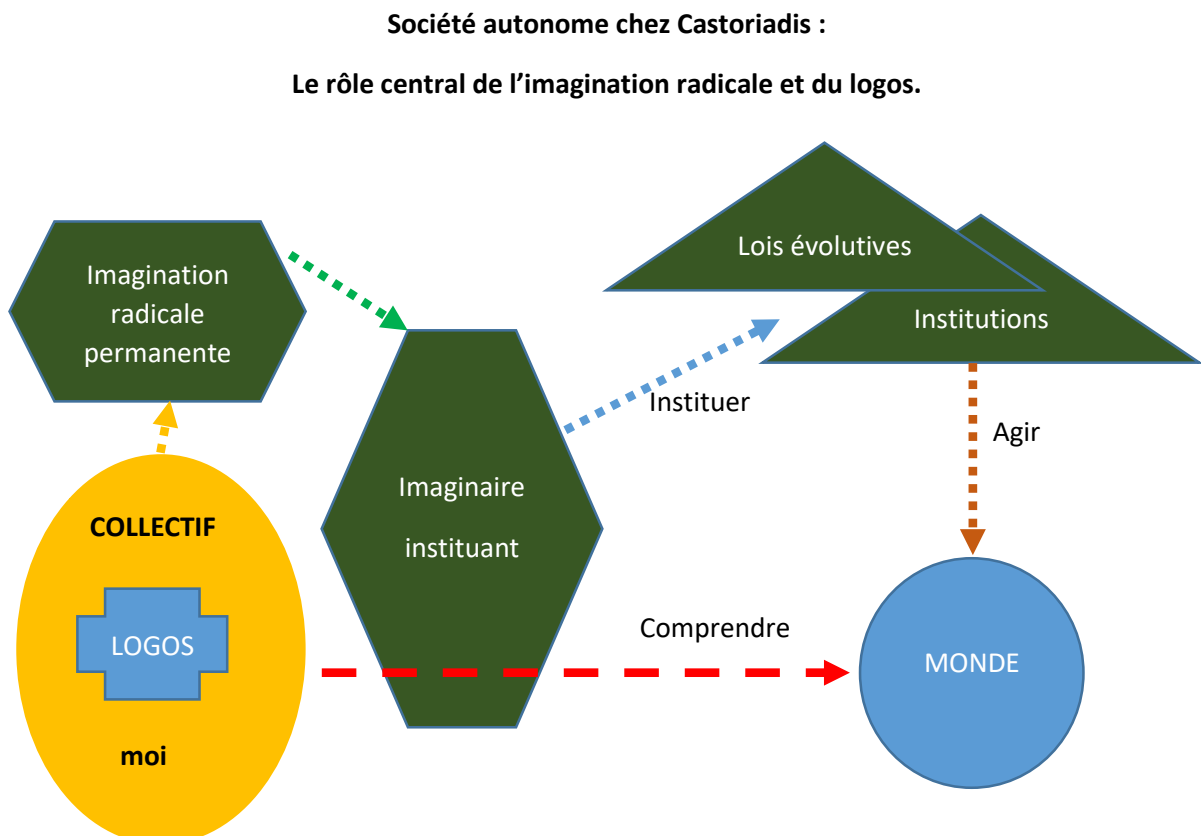 Société autonome chez Castoriadis :
Le rôle central de l’imagination radicale et du logos.
Lois évolutives
Imagination
radicale
permanente
Institutions
Instituer
Agir
Imaginaire
instituant
COLLECTIF
Comprendre
LOGOS
MONDE
moi